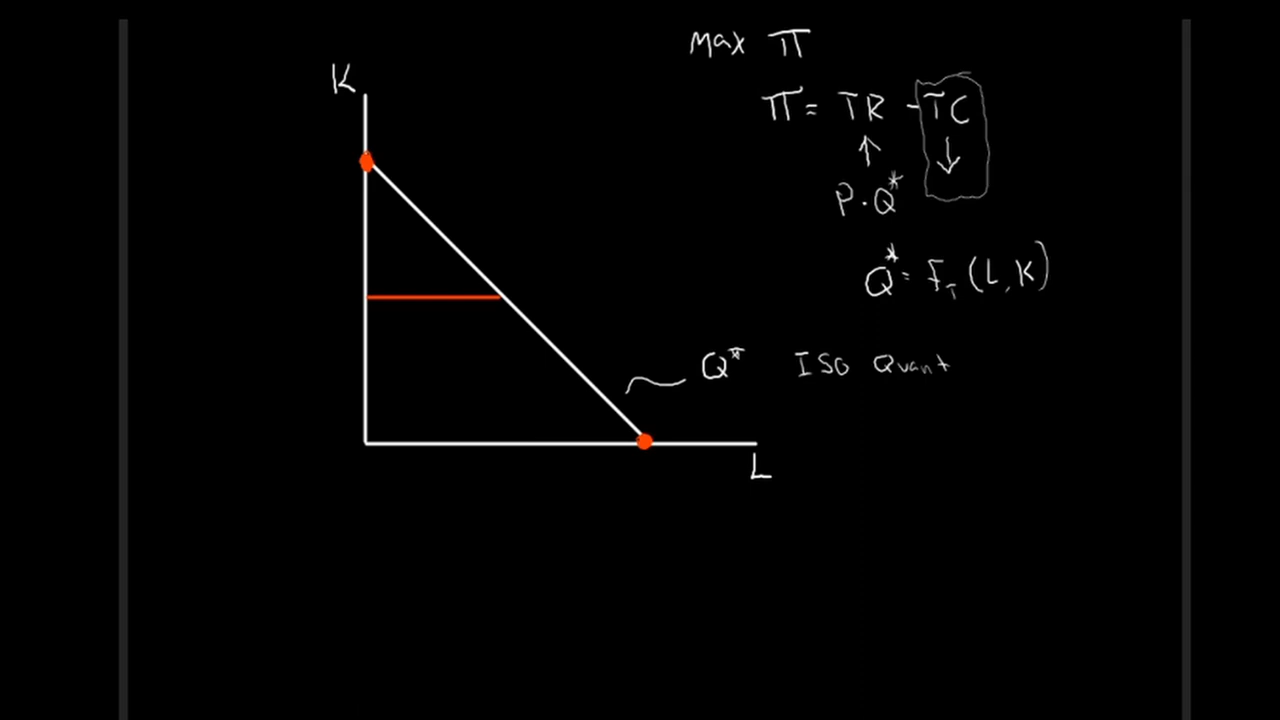 Max π
K
π = TR - TC
↑ ↓
P · Q*
Q* = F_T (L, K)
Q* ISO Quant
L